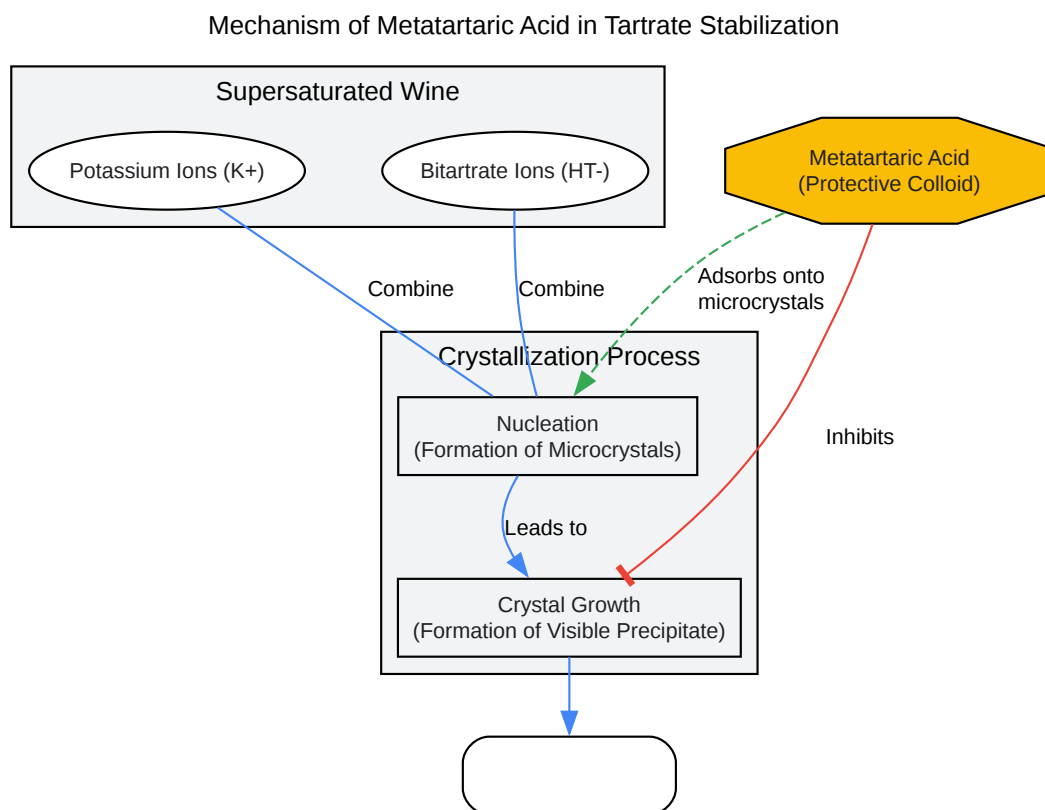 Mechanism of Metatartaric Acid in Tartrate Stabilization
Supersaturated Wine
Potassium Ions (K+)
Bitartrate Ions (HT-)
Metatartaric Acid
(Protective Colloid)
Combine
Combine
Adsorbs onto
microcrystals
Crystallization Process
Nucleation
(Formation of Microcrystals)
Inhibits
Leads to
Crystal Growth
(Formation of Visible Precipitate)